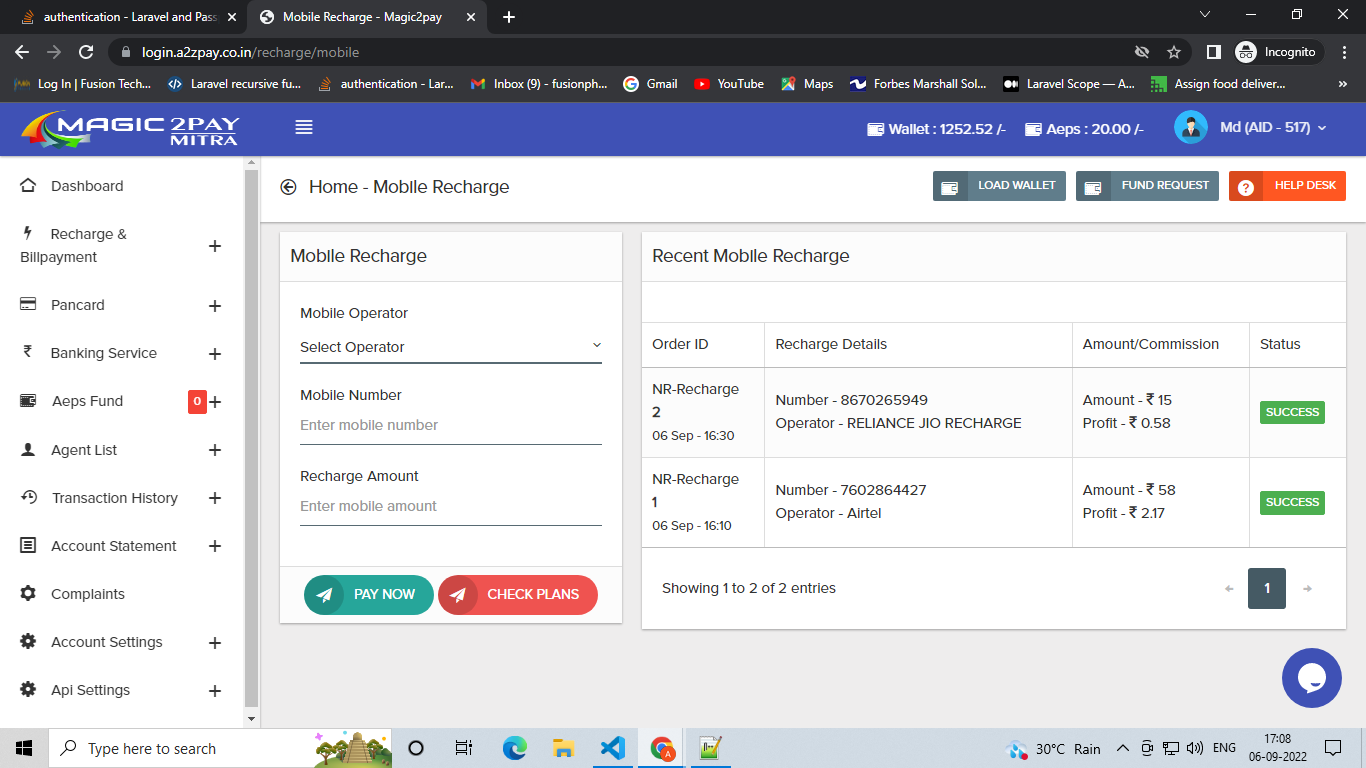 authentication - Laravel and Pass
Mobile Recharge - Magic2pay
login.a2zpay.co.in/recharge/mobile
Incognito
Log In | Fusion Tech...
Laravel recursive fu...
authentication - Lar...
Inbox (9) - fusionph...
Gmail
YouTube
Maps
Forbes Marshall Sol...
Laravel Scope — A...
Assign food deliver...
MAGIC 2PAY
MITRA
Wallet : 1252.52 /-
Aeps : 20.00 /-
Md (AID - 517)
Dashboard
Recharge &
Billpayment
Pancard
Banking Service
Aeps Fund
0
Agent List
Transaction History
Account Statement
Complaints
Account Settings
Api Settings
Home - Mobile Recharge
LOAD WALLET
FUND REQUEST
HELP DESK
Mobile Recharge
Mobile Operator
Select Operator
Mobile Number
Enter mobile number
Recharge Amount
Enter mobile amount
PAY NOW
CHECK PLANS
Recent Mobile Recharge
Order ID
Recharge Details
Amount/Commission
Status
NR-Recharge
2
06 Sep - 16:30
Number - 8670265949
Operator - RELIANCE JIO RECHARGE
Amount - ₹ 15
Profit - ₹ 0.58
SUCCESS
NR-Recharge
1
06 Sep - 16:10
Number - 7602864427
Operator - Airtel
Amount - ₹ 58
Profit - ₹ 2.17
SUCCESS
Showing 1 to 2 of 2 entries
← 1 →
Type here to search
30°C Rain
ENG
17:08
06-09-2022